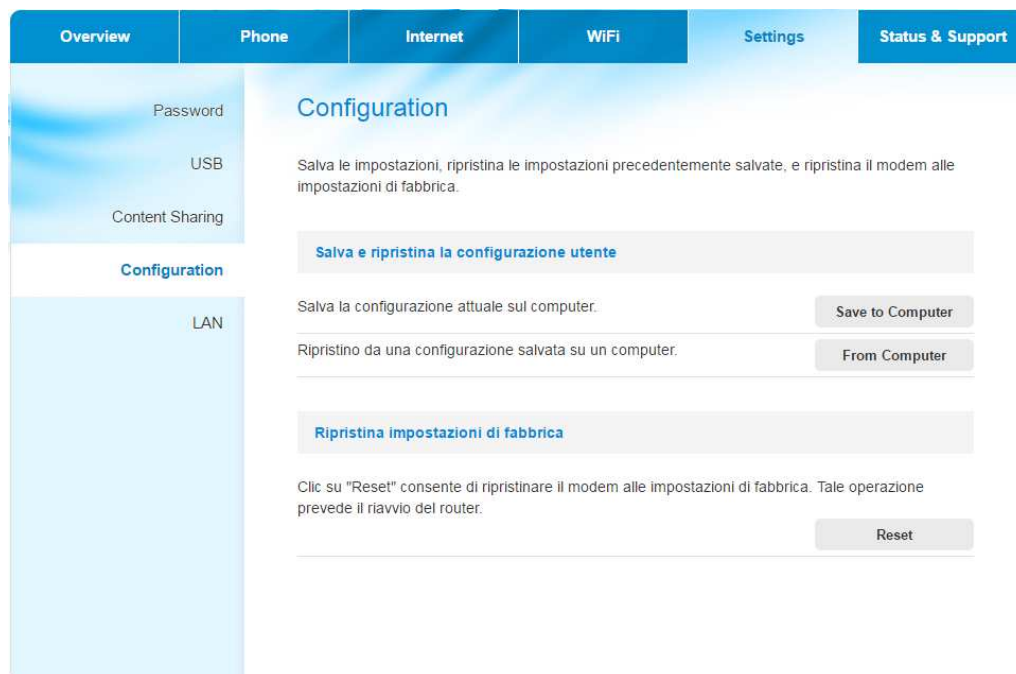 Overview
Phone
Internet
WiFi
Settings
Status & Support
Password
USB
Content Sharing
Configuration
LAN
Configuration
Salva le impostazioni, ripristina le impostazioni precedentemente salvate, e ripristina il modem alle
impostazioni di fabbrica.
Salva e ripristina la configurazione utente
Salva la configurazione attuale sul computer.
Save to Computer
Ripristino da una configurazione salvata su un computer.
From Computer
Ripristina impostazioni di fabbrica
Clic su "Reset" consente di ripristinare il modem alle impostazioni di fabbrica. Tale operazione
prevede il riavvio del router.
Reset